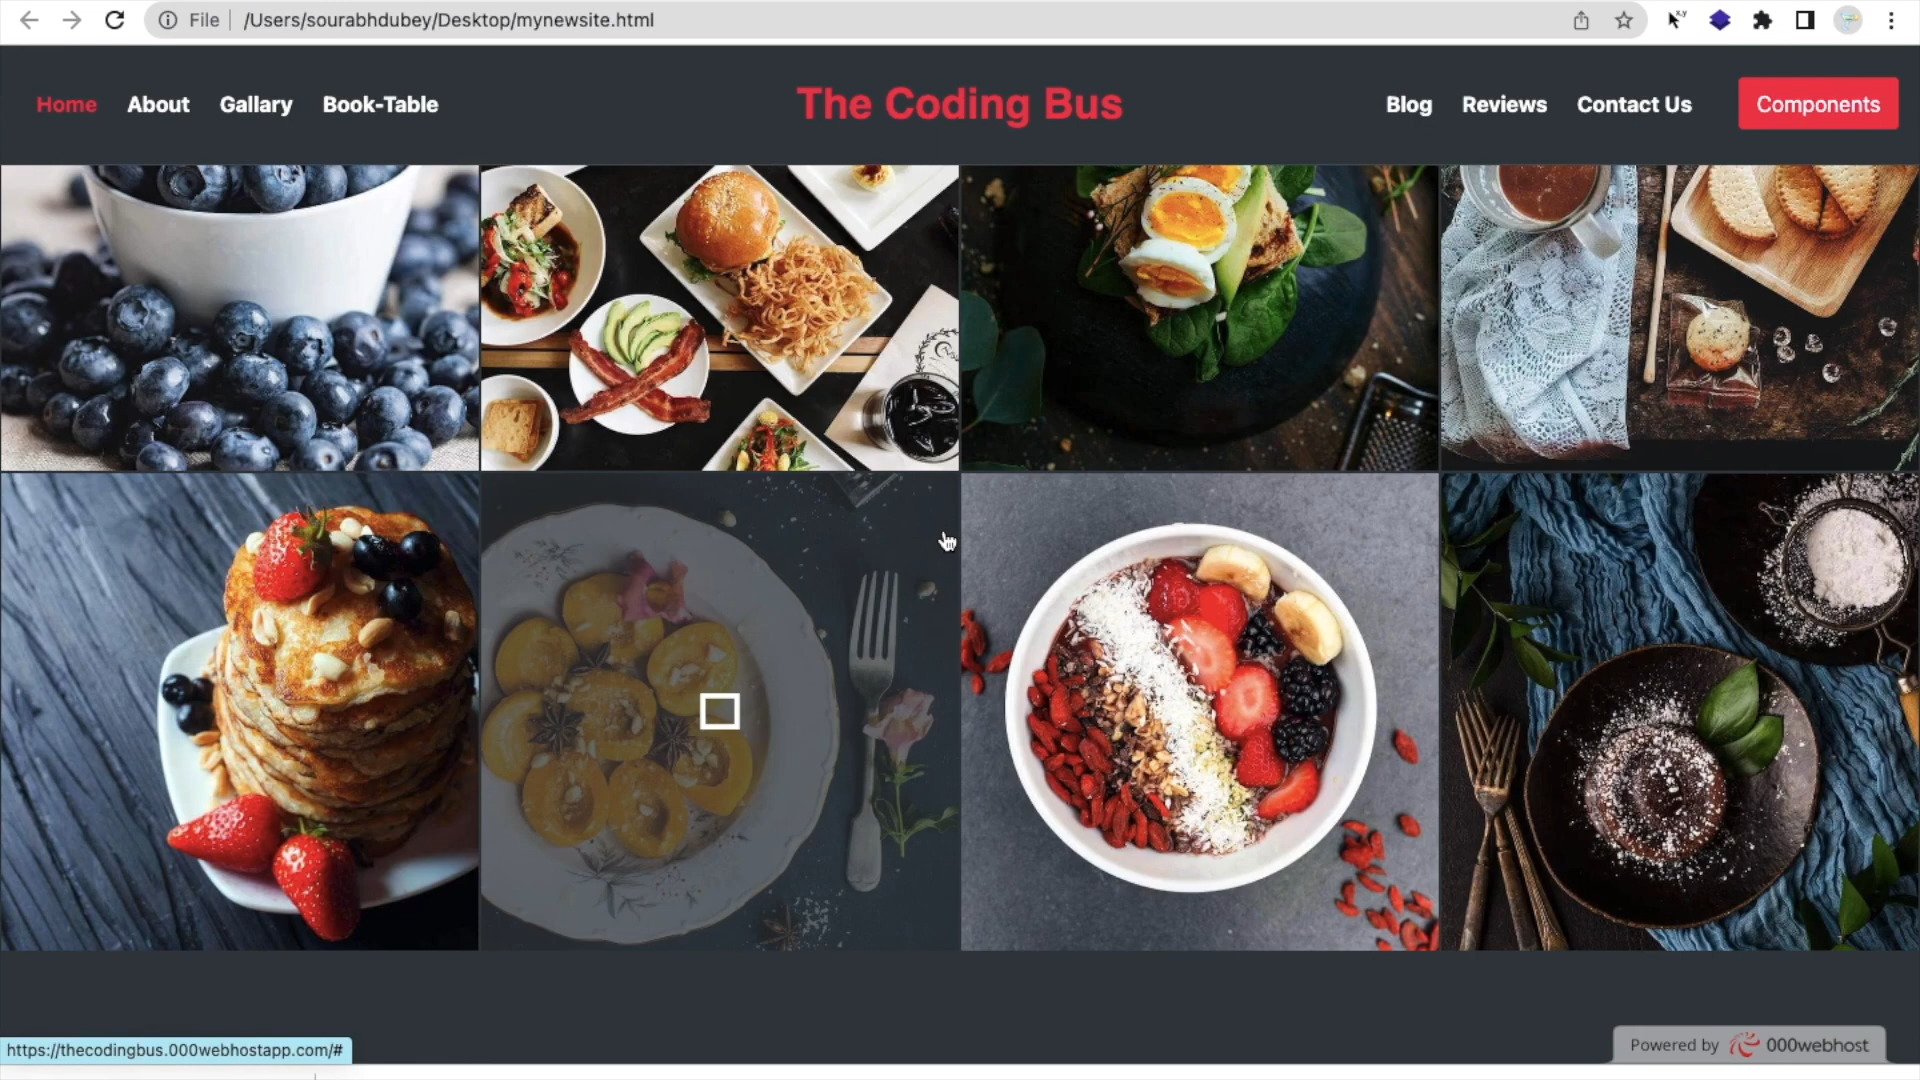 File /Users/sourabhdubey/Desktop/mynewsite.html
x,y
Home About Gallary Book-Table The Coding Bus Blog Reviews Contact Us Components
https://thecodingbus.000webhostapp.com/#
Powered by 000webhost